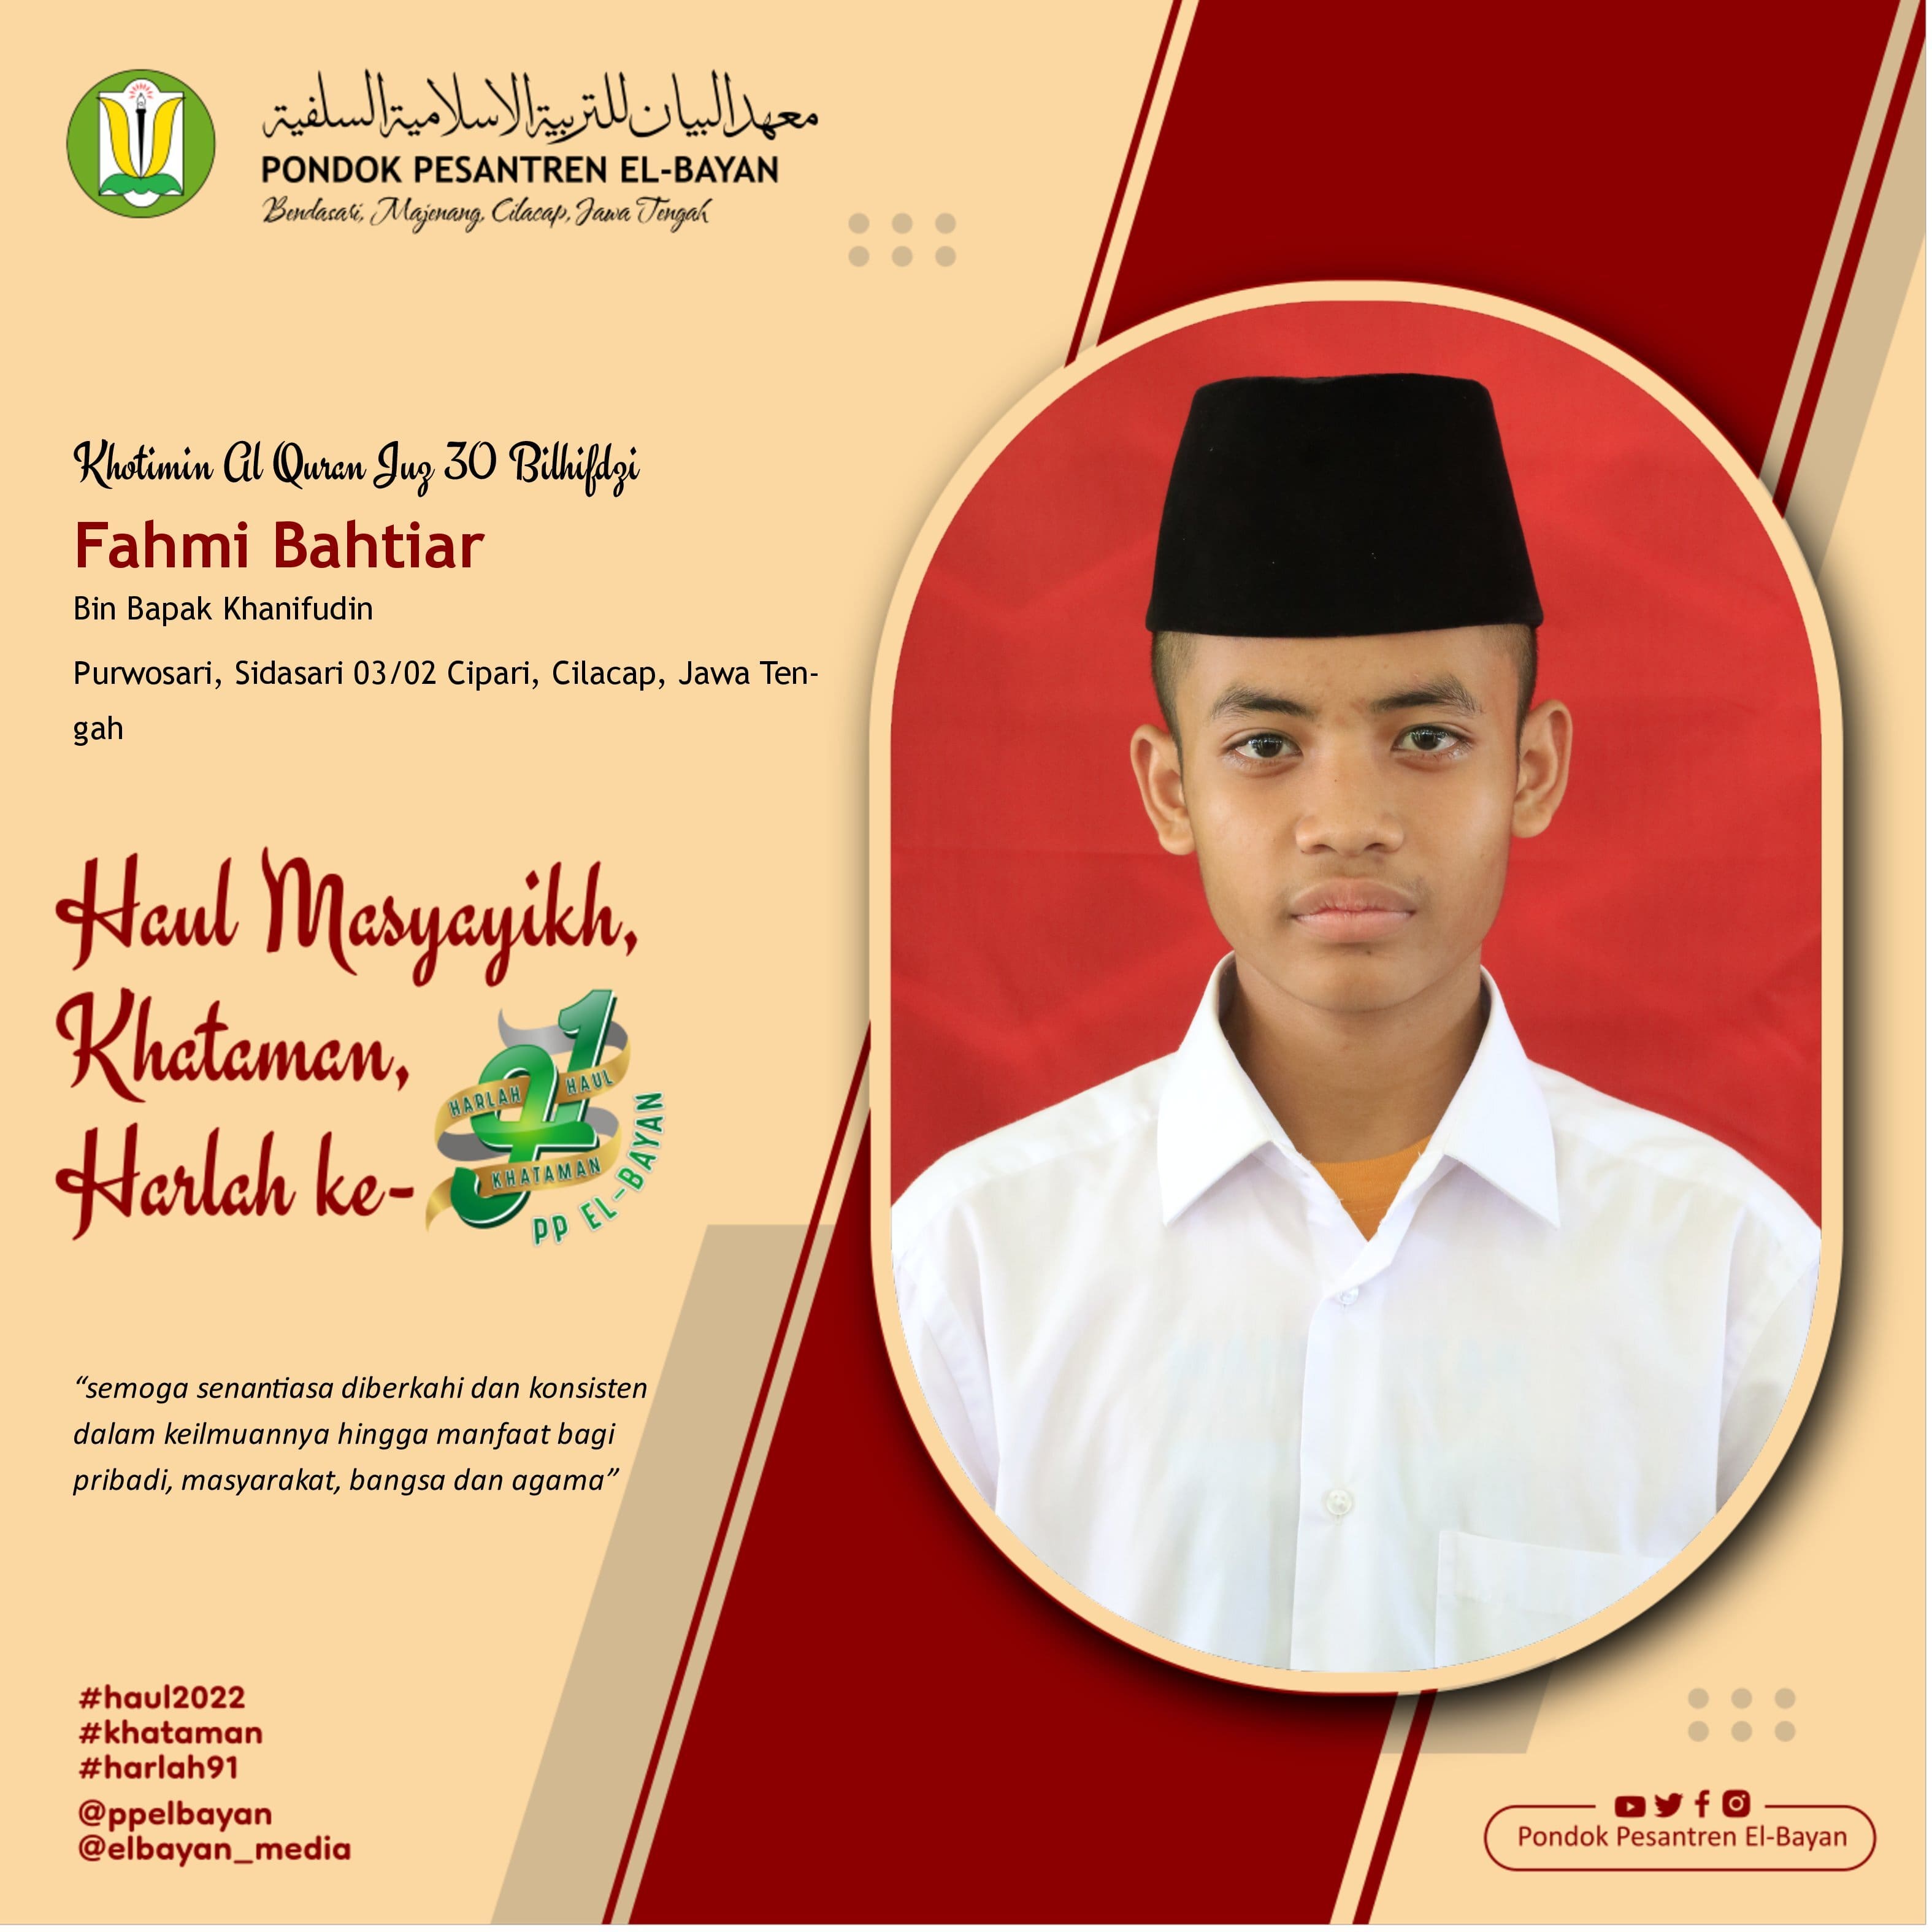 معهد البيان للتربية الاسلامية السلفية
PONDOK PESANTREN EL-BAYAN
Bendasari, Majenang, Cilacap, Jawa Tengah
Khotimin Al Quran Juz 30 Bilhifdzi
Fahmi Bahtiar
Bin Bapak Khanifudin
Purwosari, Sidasari 03/02 Cipari, Cilacap, Jawa Ten-
gah
Haul Masyayikh,
Khataman,
Harlah ke-
91
HARLAH HAUL
KHATAMAN
PP EL-BAYAN
“semoga senantiasa diberkahi dan konsisten
dalam keilmuannya hingga manfaat bagi
pribadi, masyarakat, bangsa dan agama”
#haul2022
#khataman
#harlah91
@ppelbayan
@elbayan_media
Pondok Pesantren El-Bayan